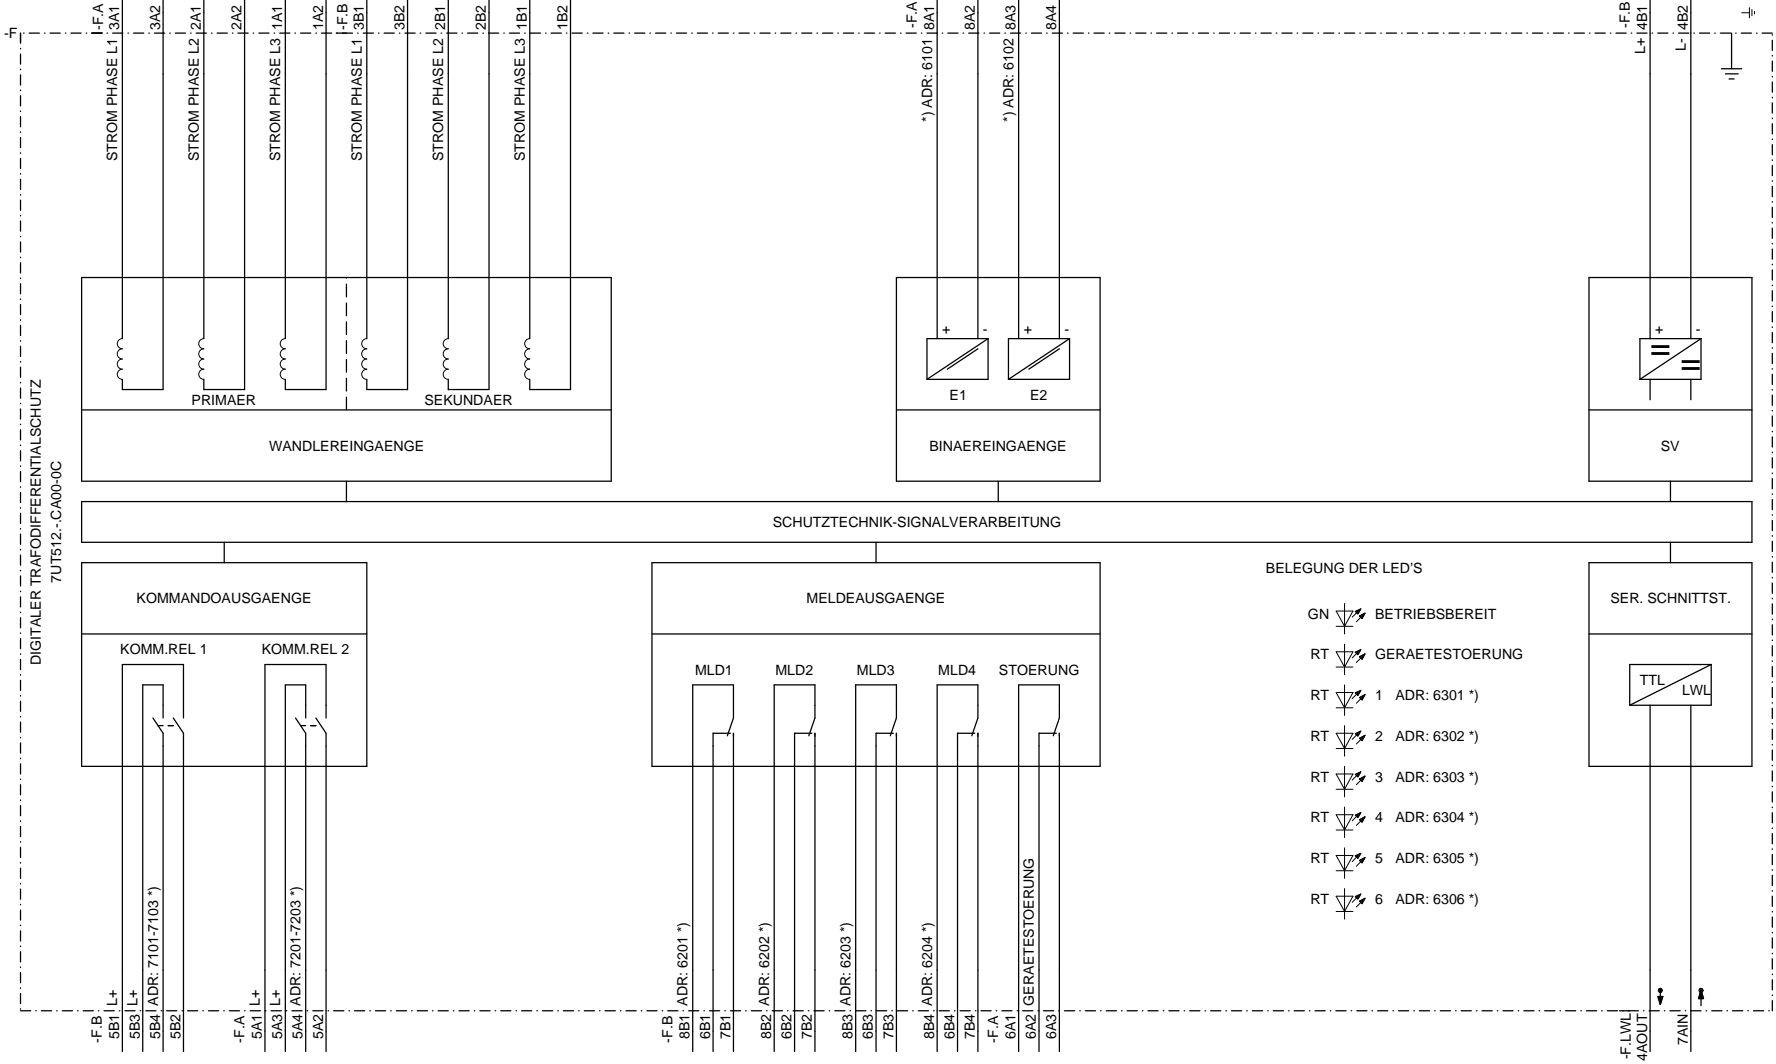 -F
-F.A
3A1
3A2
2A1
2A2
1A1
1A2
-F.B
3B1
3B2
2B1
2B2
1B1
1B2
-F.A
8A1
8A2
8A3
8A4
-F.B
4B1
4B2
STROM PHASE L1
STROM PHASE L2
STROM PHASE L3
STROM PHASE L1
STROM PHASE L2
STROM PHASE L3
*) ADR: 6101
*) ADR: 6102
L+
L-
DIGITALER TRAFODIFFERENTIALSCHUTZ
7UT512.-.CA00-0C
PRIMAER
SEKUNDAER
WANDLEREINGAENGE
+ -
+ -
E1
E2
BINAEREINGAENGE
+ -
SV
SCHUTZTECHNIK-SIGNALVERARBEITUNG
KOMMANDOAUSGAENGE
KOMM.REL 1
KOMM.REL 2
MELDEAUSGAENGE
MLD1
MLD2
MLD3
MLD4
STOERUNG
BELEGUNG DER LED'S
GN BETRIEBSBEREIT
RT GERAETESTOERUNG
RT 1 ADR: 6301 *)
RT 2 ADR: 6302 *)
RT 3 ADR: 6303 *)
RT 4 ADR: 6304 *)
RT 5 ADR: 6305 *)
RT 6 ADR: 6306 *)
SER. SCHNITTST.
TTL
LWL
-F.B
5B1 L+
5B3 L+
5B4 ADR: 7101-7103 *)
5B2
-F.A
5A1 L+
5A3 L+
5A4 ADR: 7201-7203 *)
5A2
-F.B
8B1 ADR: 6201 *)
6B1
7B1
8B2 ADR: 6202 *)
6B2
7B2
8B3 ADR: 6203 *)
6B3
7B3
8B4 ADR: 6204 *)
6B4
7B4
-F.A
6A1
6A2 GERAETESTOERUNG
6A3
-F.LWL
4AOUT
7AIN